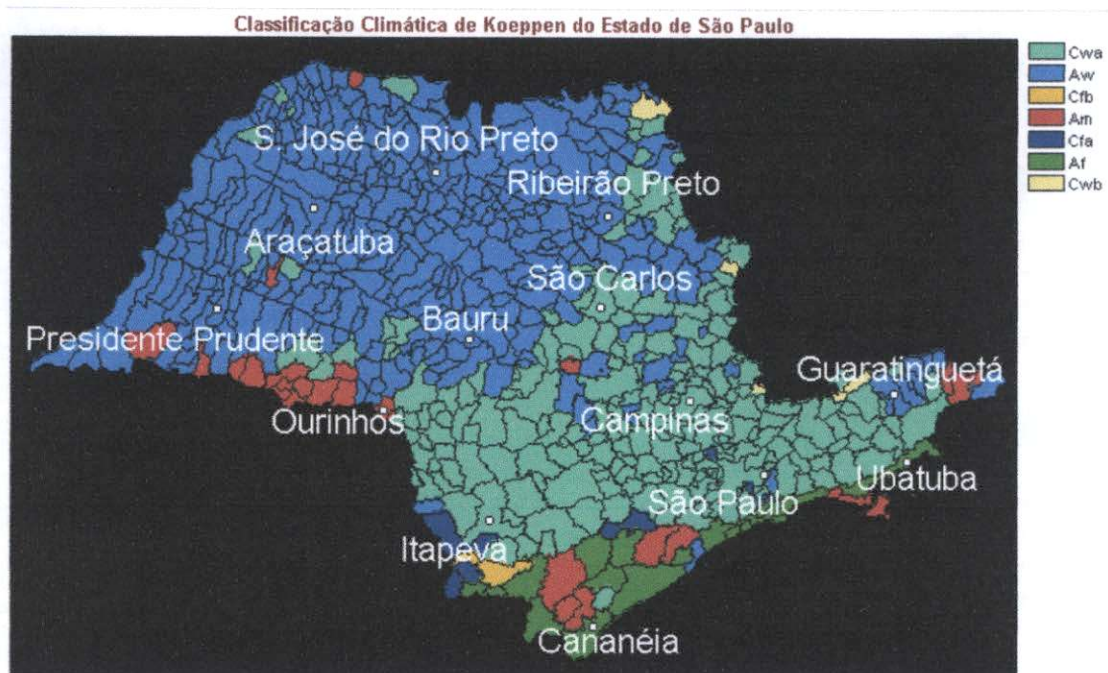 Classificação Climática de Koeppen do Estado de São Paulo
Cwa
Aw
Cfb
Am
Cfa
Af
Cwb
S. José do Rio Preto
Ribeirão Preto
Araçatuba
São Carlos
Bauru
Presidente Prudente
Guaratinguetá
Ourinhos
Campinas
Ubatuba
São Paulo
Itapeva
Cananéia